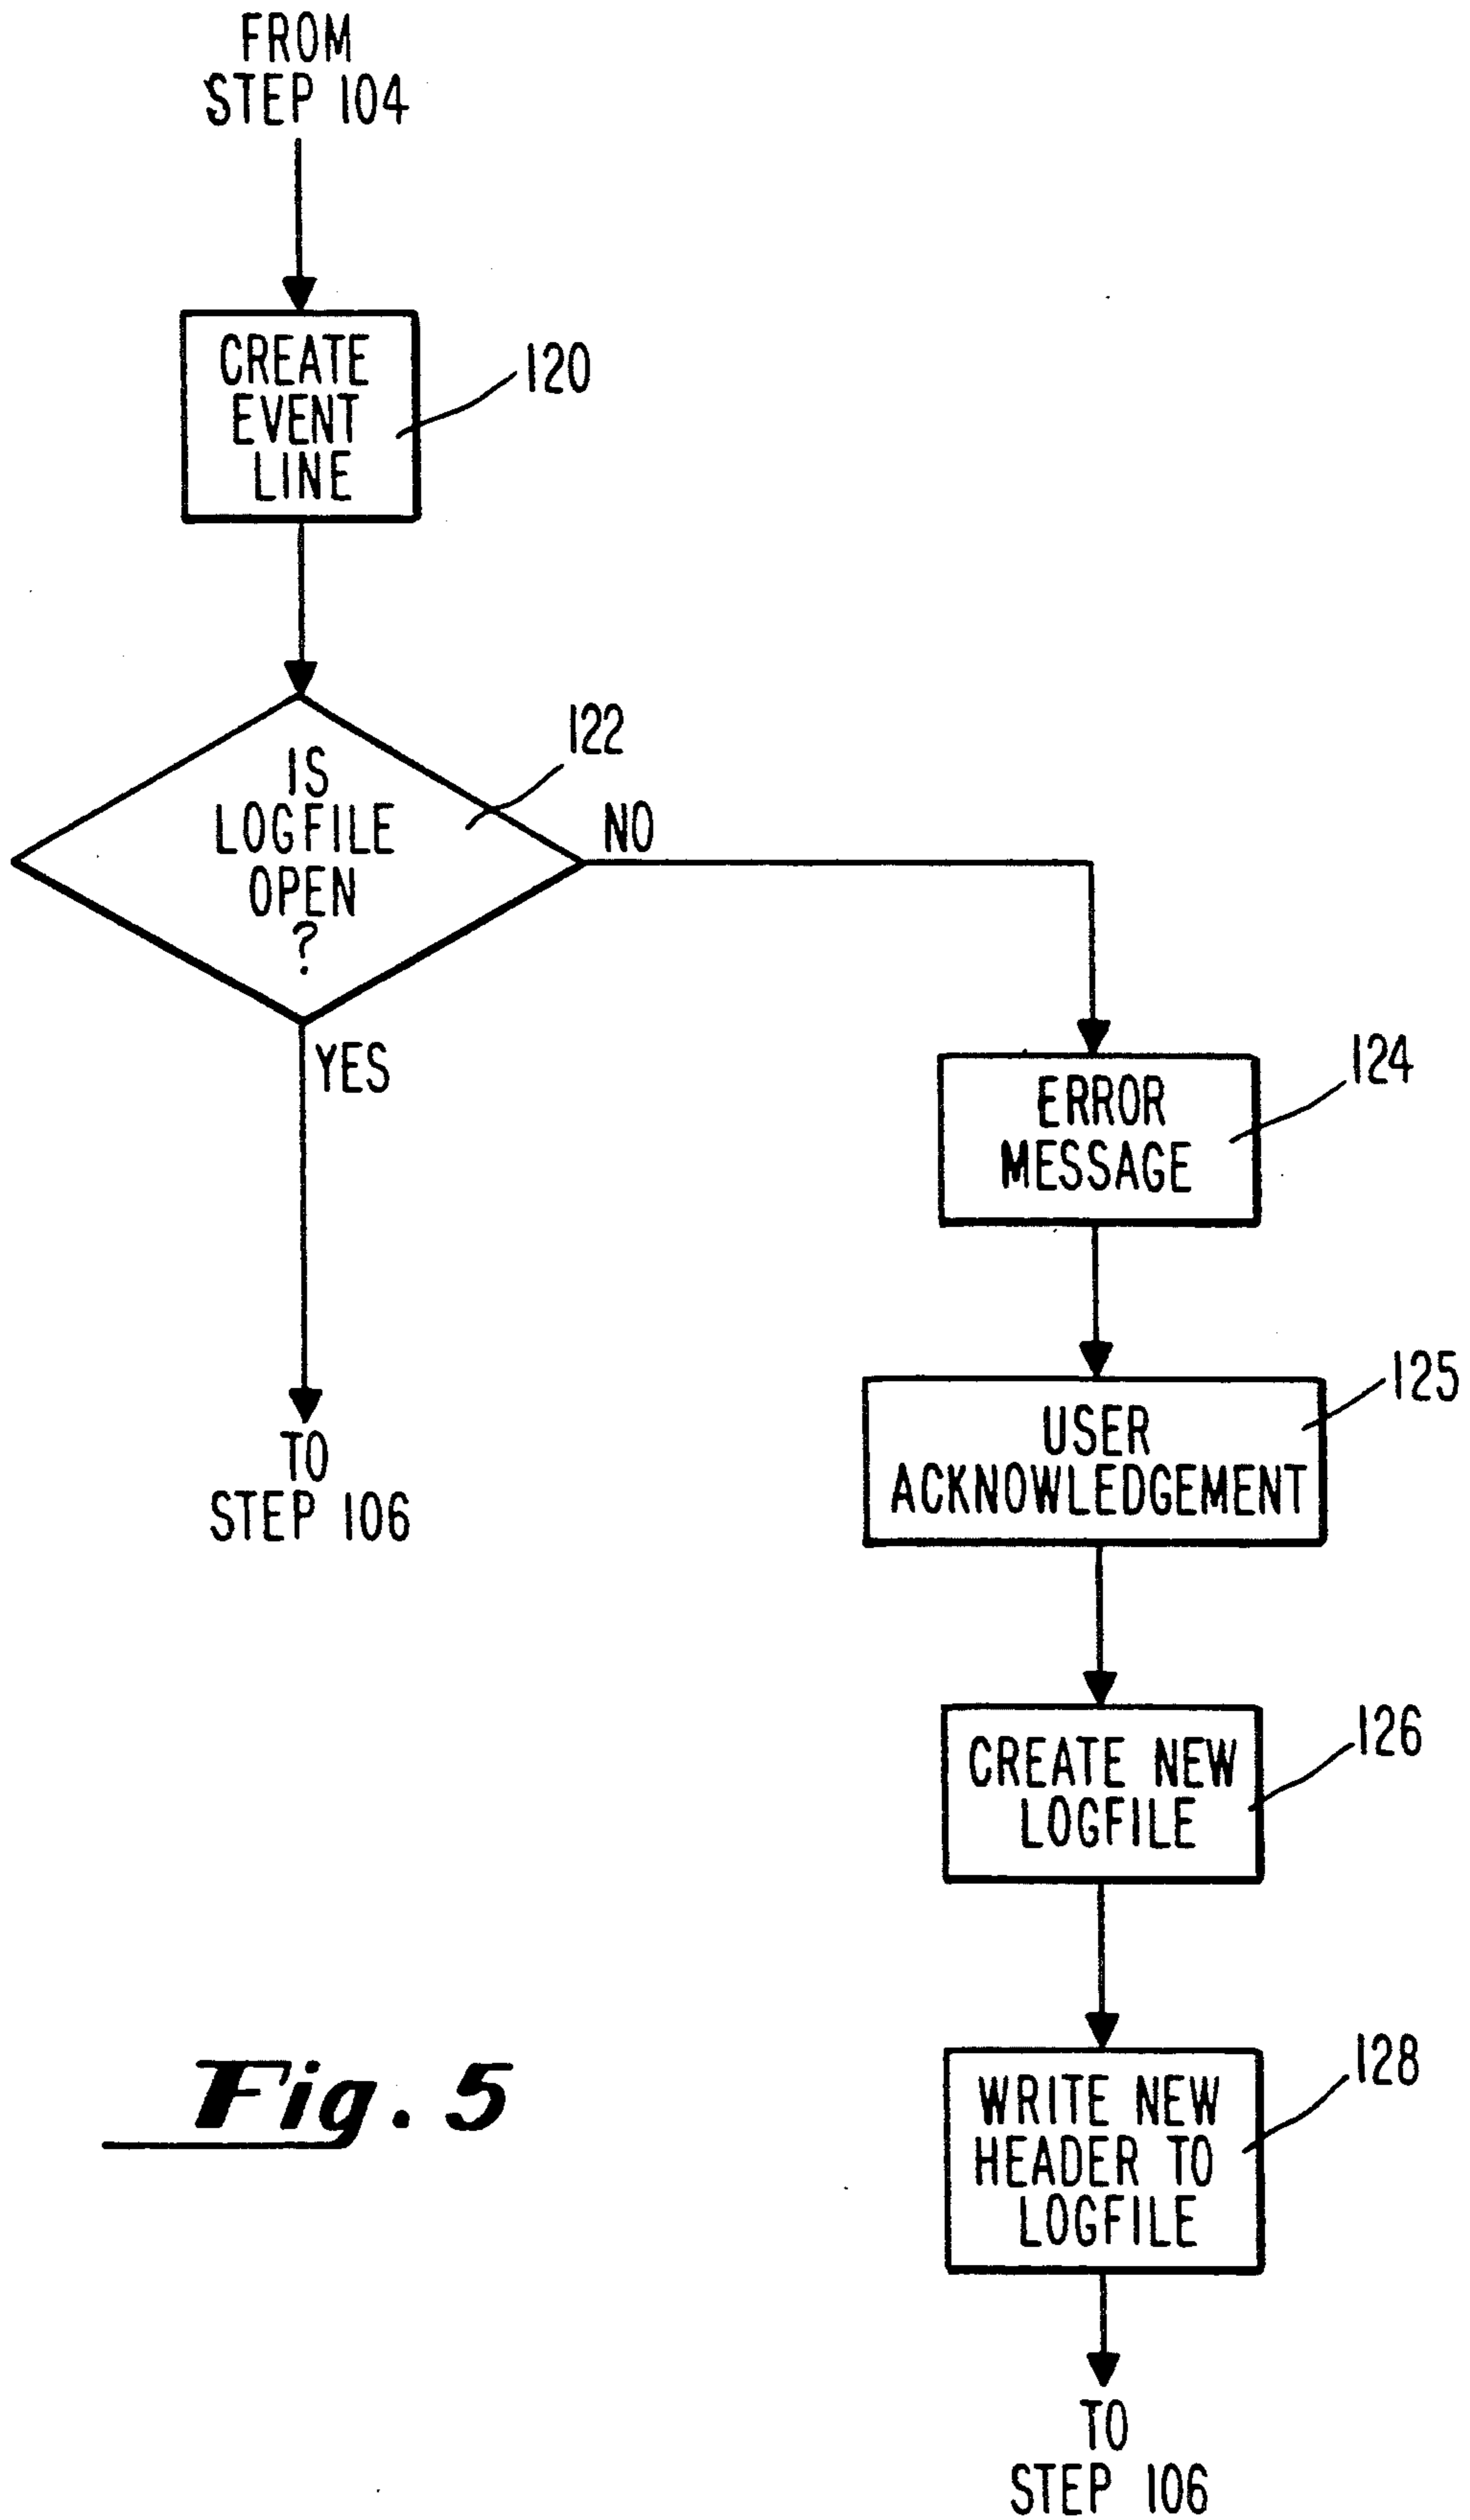 FROM
STEP 104
CREATE
EVENT
LINE
120
IS
LOGFILE
OPEN
?
122
NO
YES
TO
STEP 106
ERROR
MESSAGE
124
USER
ACKNOWLEDGEMENT
125
CREATE NEW
LOGFILE
126
WRITE NEW
HEADER TO
LOGFILE
128
TO
STEP 106
Fig. 5